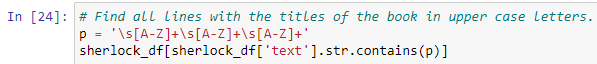 In [24]: # Find all lines with the titles of the book in upper case letters.
p = '\s[A-Z]+\s[A-Z]+\s[A-Z]+'
sherlock_df[sherlock_df['text'].str.contains(p)]